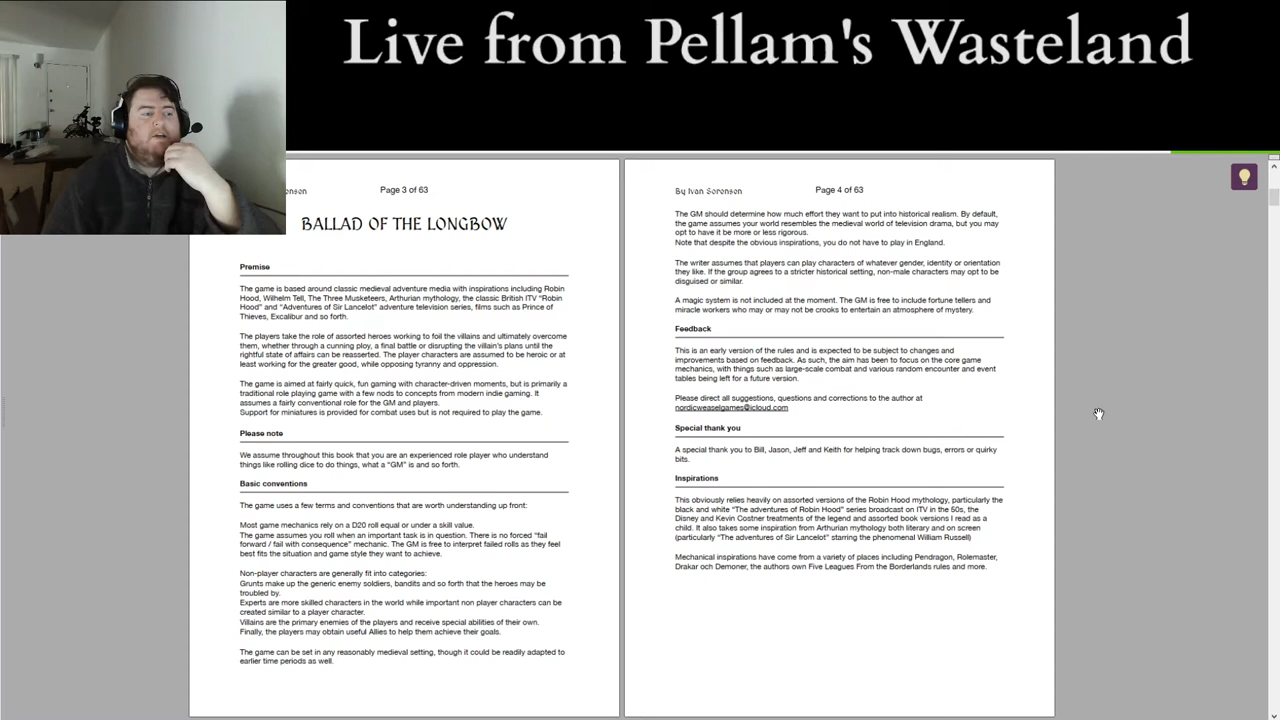 Live from Pellam's Wasteland
Page 3 of 63
BALLAD OF THE LONGBOW
Premise
The game is based around classic medieval adventure media with inspirations including Robin
Hood, Wilhelm Tell, The Three Musketeers, Arthurian mythology, the classic British ITV "Robin
Hood" and "Adventures of Sir Lancelot" adventure television series, films such as Prince of
Thieves, Excalibur and so forth.
The players take the role of assorted heroes working to foil the villains and ultimately overcome
them, whether through a cunning ploy, a final battle or disrupting the villain's plans until the
rightful state of affairs can be reasserted. The player characters are assumed to be heroic or at
least working for the greater good, while opposing tyranny and oppression.
The game is aimed at fairly quick, fun gaming with character-driven moments, but is primarily a
traditional role playing game with a few nods to concepts from modern indie gaming. It
assumes a fairly conventional role for the GM and players.
Support for miniatures is provided for combat uses but is not required to play the game.
Please note
We assume throughout this book that you are an experienced role player who understand
things like rolling dice to do things, what a "GM" is and so forth.
Basic conventions
The game uses a few terms and conventions that are worth understanding up front:
Most game mechanics rely on a D20 roll equal or under a skill value.
The game assumes you roll when an important task is in question. There is no forced "fail
forward / fail with consequence" mechanic. The GM is free to interpret failed rolls as they feel
best fits the situation and game style they want to achieve.
Non-player characters are generally fit into categories:
Grunts make up the generic enemy soldiers, bandits and so forth that the heroes may be
troubled by.
Experts are more skilled characters in the world while important non player characters can be
created similar to a player character.
Villains are the primary enemies of the players and receive special abilities of their own.
Finally, the players may obtain useful Allies to help them achieve their goals.
The game can be set in any reasonably medieval setting, though it could be readily adapted to
earlier time periods as well.
By Ivan Sorensen
Page 4 of 63
The GM should determine how much effort they want to put into historical realism. By default,
the game assumes your world resembles the medieval world of television drama, but you may
opt to have it be more or less rigorous.
Note that despite the obvious inspirations, you do not have to play in England.
The writer assumes that players can play characters of whatever gender, identity or orientation
they like. If the group agrees to a stricter historical setting, non-male characters may opt to be
disguised or similar.
A magic system is not included at the moment. The GM is free to include fortune tellers and
miracle workers who may or may not be crooks to entertain an atmosphere of mystery.
Feedback
This is an early version of the rules and is expected to be subject to changes and
improvements based on feedback. As such, the aim has been to focus on the core game
mechanics, with things such as large-scale combat and various random encounter and event
tables being left for a future version.
Please direct all suggestions, questions and corrections to the author at
nordicweaselgames@icloud.com
Special thank you
A special thank you to Bill, Jason, Jeff and Keith for helping track down bugs, errors or quirky
bits.
Inspirations
This obviously relies heavily on assorted versions of the Robin Hood mythology, particularly the
black and white "The adventures of Robin Hood" series broadcast on ITV in the 50s, the
Disney and Kevin Costner treatments of the legend and assorted book versions I read as a
child. It also takes some inspiration from Arthurian mythology both literary and on screen
(particularly "The adventures of Sir Lancelot" starring the phenomenal William Russell)
Mechanical inspirations have come from a variety of places including Pendragon, Rolemaster,
Drakar och Demoner, the authors own Five Leagues From the Borderlands rules and more.